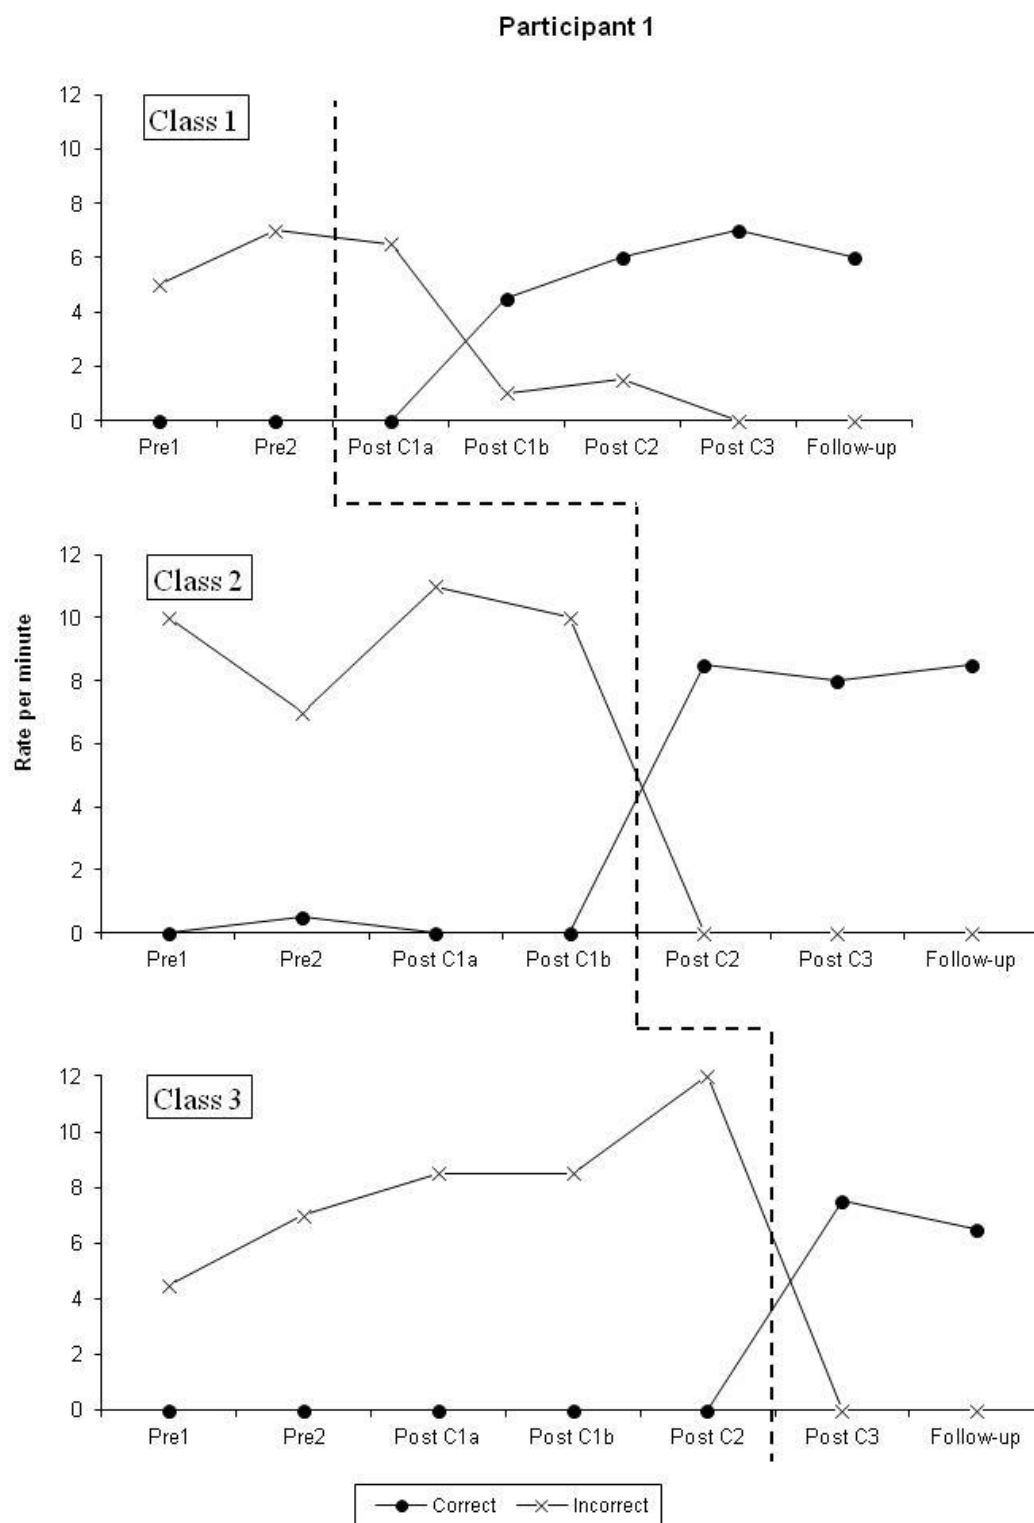 Participant 1
Class 1
12
10
8
6
4
2
0
Pre1 Pre2 Post C1a Post C1b Post C2 Post C3 Follow-up
Rate per minute
Class 2
12
10
8
6
4
2
0
Pre1 Pre2 Post C1a Post C1b Post C2 Post C3 Follow-up
Class 3
12
10
8
6
4
2
0
Pre1 Pre2 Post C1a Post C1b Post C2 Post C3 Follow-up
Correct Incorrect